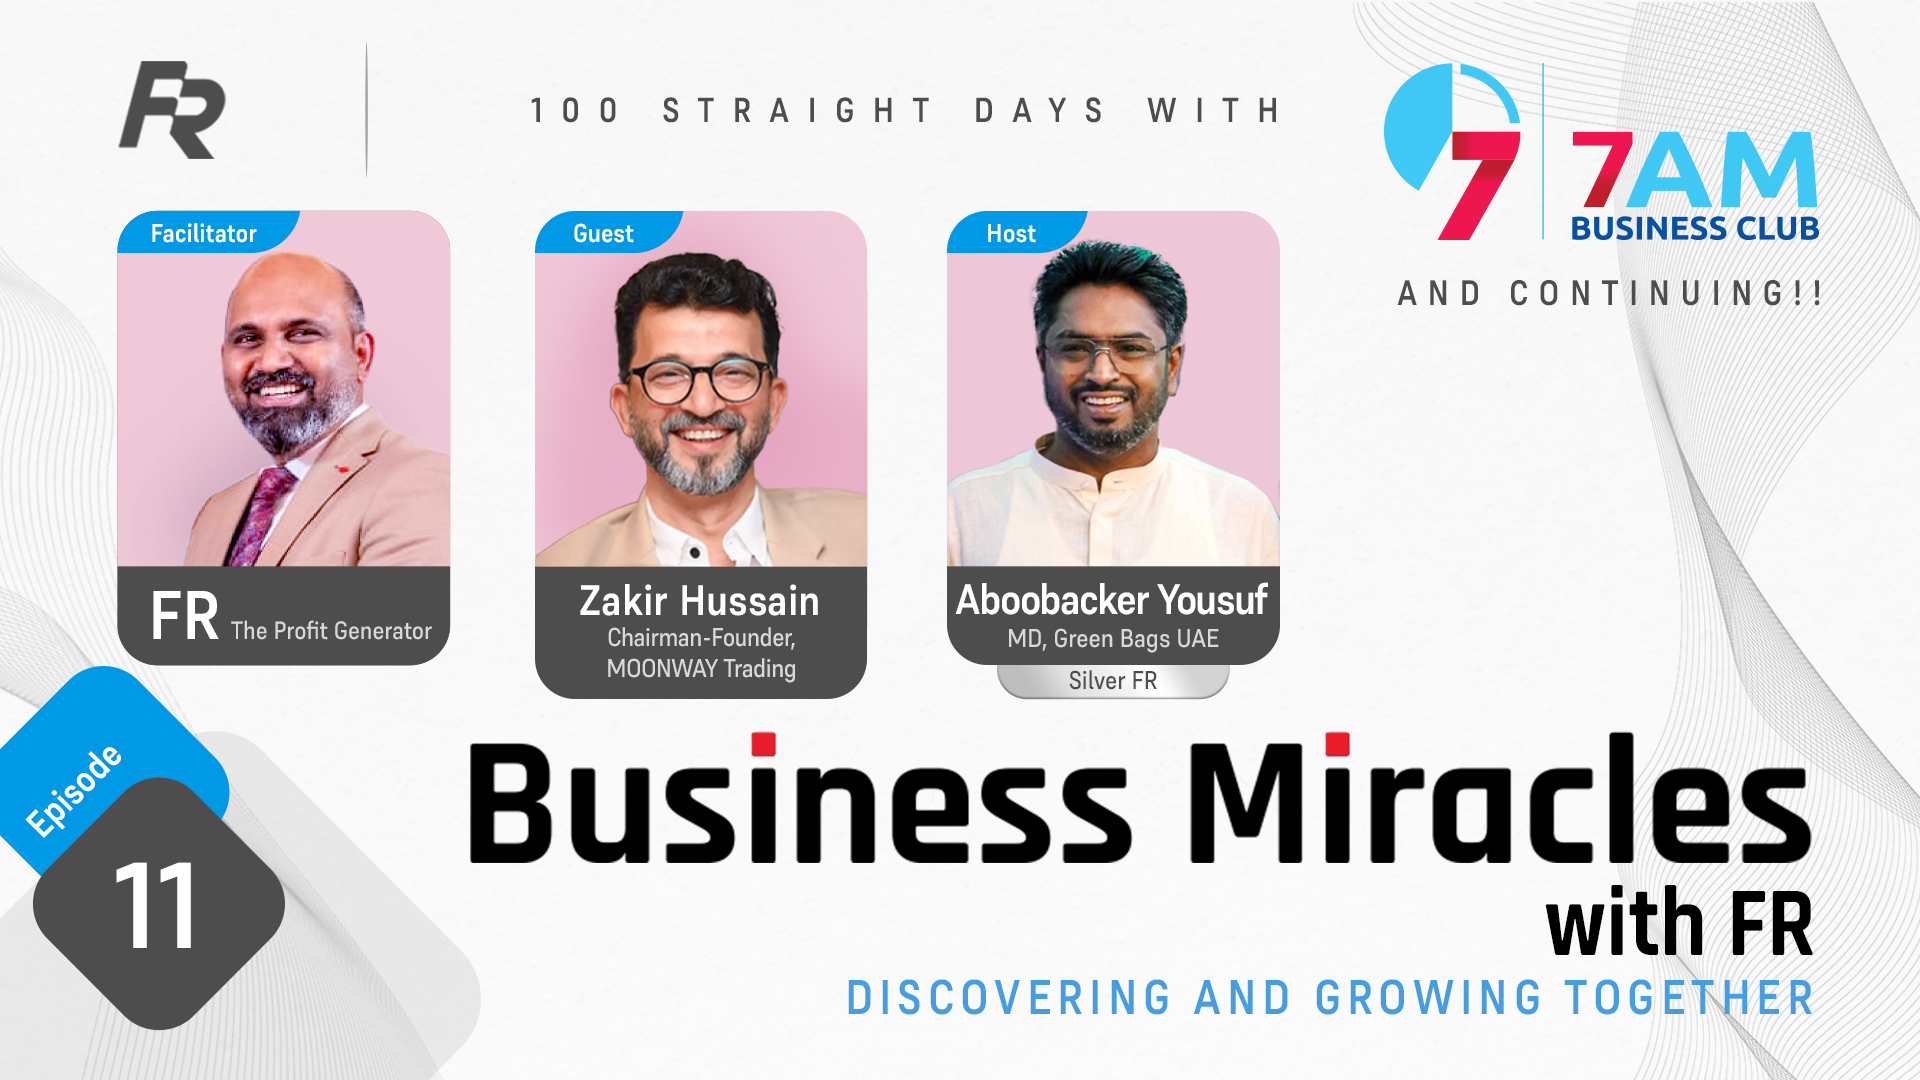 FR
100 STRAIGHT DAYS WITH
7
7AM
BUSINESS CLUB
AND CONTINUING!!
Facilitator
FR The Profit Generator
Guest
Zakir Hussain
Chairman-Founder,
MOONWAY Trading
Host
Aboobacker Yousuf
MD, Green Bags UAE
Silver FR
Episode
11
Business Miracles
with FR
DISCOVERING AND GROWING TOGETHER